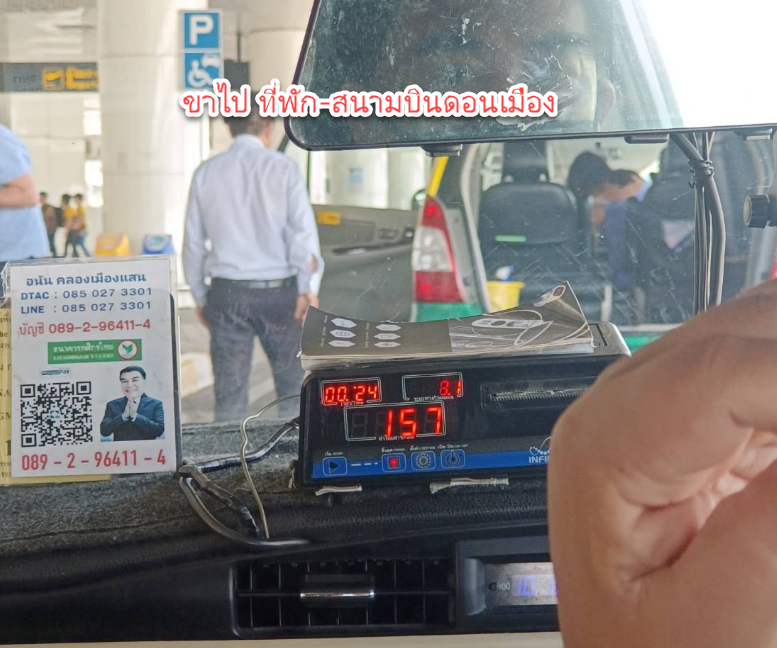 P
ขาไป ที่พัก-สนามบินดอนเมือง
อนัน คลองเมืองแสน
DTAC : 085 027 3301
LINE : 085 027 3301
บัญชี 089-2-96411-4
ธนาคารกสิกรไทย
089 - 2 - 96411 - 4
00.24
8.1
157
INFI